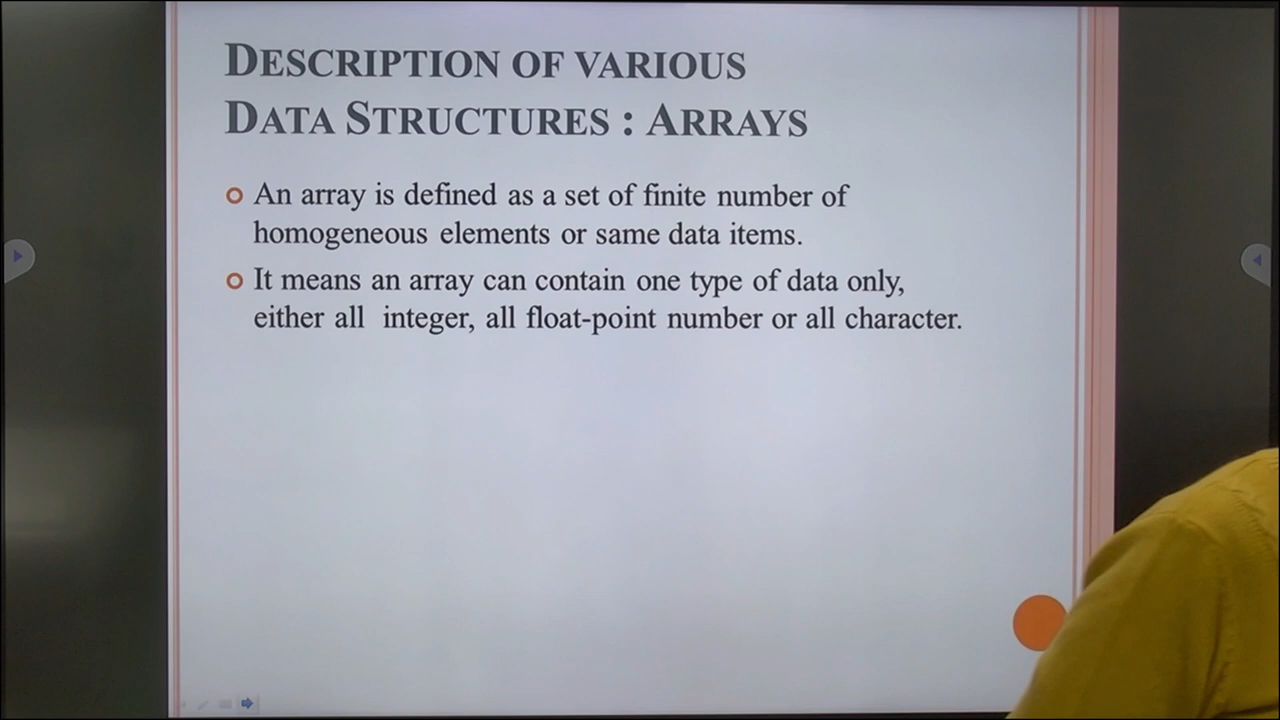 DESCRIPTION OF VARIOUS
DATA STRUCTURES : ARRAYS
An array is defined as a set of finite number of
homogeneous elements or same data items.
It means an array can contain one type of data only,
either all integer, all float-point number or all character.